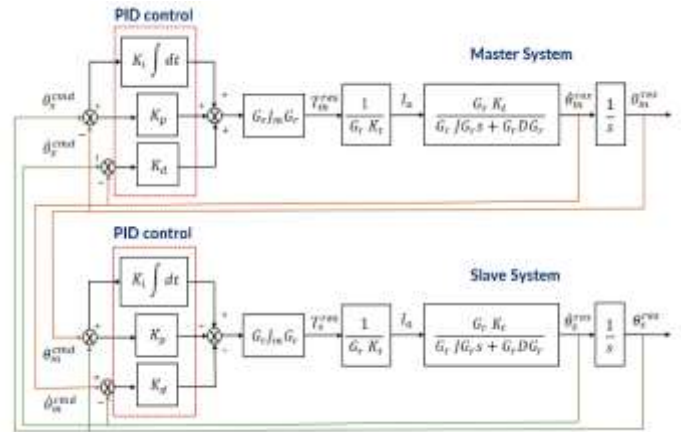 PID control
Master System
K_i ∫ dt
θ_s^{cmd}
K_p
G_r J_m G_r
T_m^{res}
1 / (G_r K_t)
I_a
G_r K_t / (G_r J G_r s + G_r D G_r)
θ̇_m^{res}
1 / s
θ_m^{res}
θ̇_s^{cmd}
K_d
PID control
Slave System
K_i ∫ dt
K_p
G_r J_m G_r
T_s^{res}
1 / (G_r K_t)
I_a
G_r K_t / (G_r J G_r s + G_r D G_r)
θ̇_s^{res}
1 / s
θ_s^{res}
θ_m^{cmd}
K_d
θ̇_m^{cmd}